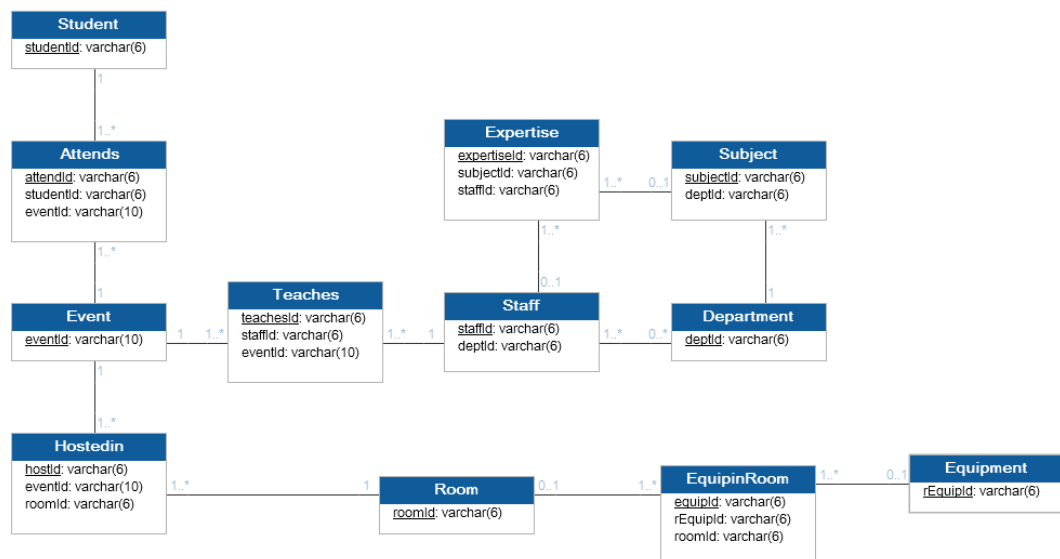 Student
studentId: varchar(6)
1
1..*
Attends
attendId: varchar(6)
studentId: varchar(6)
eventId: varchar(10)
1..*
1
Event
eventId: varchar(10)
1
1..*
Teaches
teachesId: varchar(6)
staffId: varchar(6)
eventId: varchar(10)
1..*
1
Expertise
expertiseId: varchar(6)
subjectId: varchar(6)
staffId: varchar(6)
1..*
0..1
Subject
subjectId: varchar(6)
deptId: varchar(6)
1..*
0..1
1..*
1
Staff
staffId: varchar(6)
deptId: varchar(6)
1..*
0..*
Department
deptId: varchar(6)
1
1..*
Hostedin
hostId: varchar(6)
eventId: varchar(10)
roomId: varchar(6)
1..*
1
Room
roomId: varchar(6)
0..1
1..*
EquipinRoom
equipId: varchar(6)
rEquipId: varchar(6)
roomId: varchar(6)
1..*
0..1
Equipment
rEquipId: varchar(6)